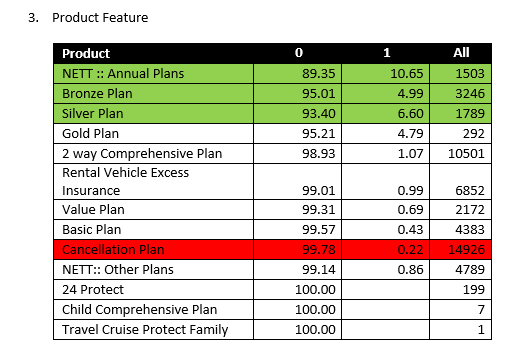 3. Product Feature
Product 0 1 All
NETT :: Annual Plans 89.35 10.65 1503
Bronze Plan 95.01 4.99 3246
Silver Plan 93.40 6.60 1789
Gold Plan 95.21 4.79 292
2 way Comprehensive Plan 98.93 1.07 10501
Rental Vehicle Excess
Insurance 99.01 0.99 6852
Value Plan 99.31 0.69 2172
Basic Plan 99.57 0.43 4383
Cancellation Plan 99.78 0.22 14926
NETT:: Other Plans 99.14 0.86 4789
24 Protect 100.00 199
Child Comprehensive Plan 100.00 7
Travel Cruise Protect Family 100.00 1